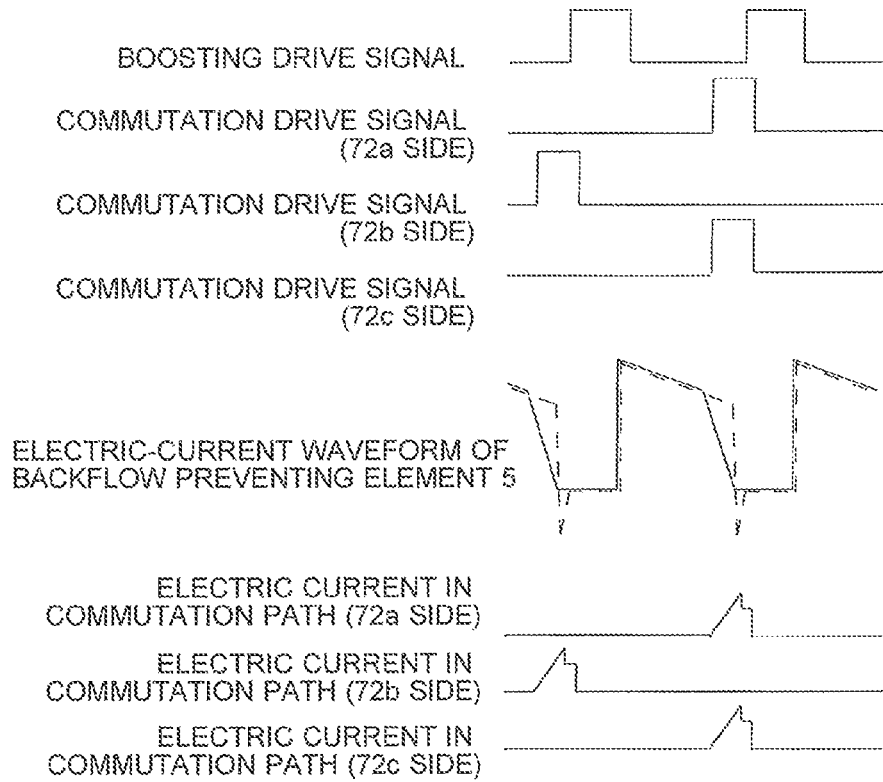 BOOSTING DRIVE SIGNAL
COMMUTATION DRIVE SIGNAL
(72a SIDE)
COMMUTATION DRIVE SIGNAL
(72b SIDE)
COMMUTATION DRIVE SIGNAL
(72c SIDE)
ELECTRIC-CURRENT WAVEFORM OF
BACKFLOW PREVENTING ELEMENT 5
ELECTRIC CURRENT IN
COMMUTATION PATH (72a SIDE)
ELECTRIC CURRENT IN
COMMUTATION PATH (72b SIDE)
ELECTRIC CURRENT IN
COMMUTATION PATH (72c SIDE)